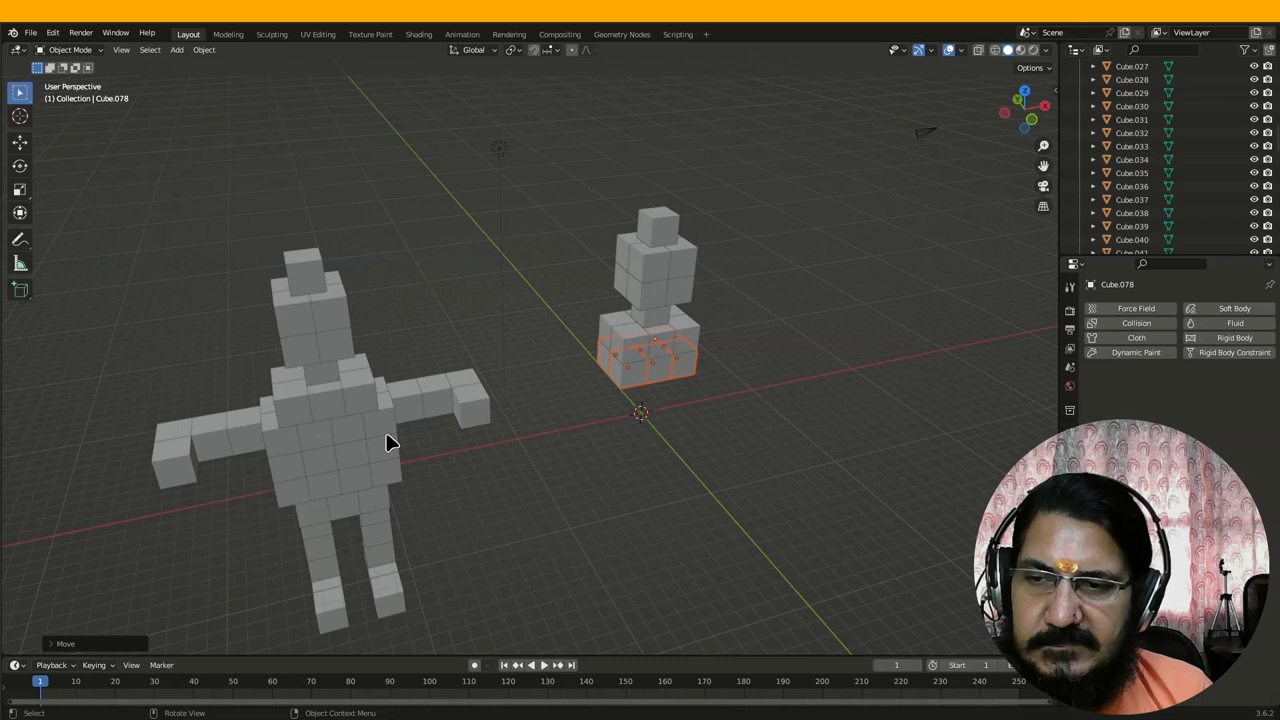 File Edit Render Window Help Layout Modeling Sculpting UV Editing Texture Paint Shading Animation Rendering Compositing Geometry Nodes Scripting + Scene ViewLayer
Object Mode View Select Add Object Global
Options
User Perspective
(1) Collection | Cube.078
Cube.027
Cube.028
Cube.029
Cube.030
Cube.031
Cube.032
Cube.033
Cube.034
Cube.035
Cube.036
Cube.037
Cube.038
Cube.039
Cube.040
Cube.078
Force Field Soft Body
Collision Fluid
Cloth Rigid Body
Dynamic Paint Rigid Body Constraint
X
Y
Z
Move
Playback Keying View Marker 1 Start 1
1 10 20 30 40 50 60 70 80 90 100 110 120 130 140 150 160 170 180 190 200 210 220 230 240 250
Select Rotate View Object Context Menu 3.6.2